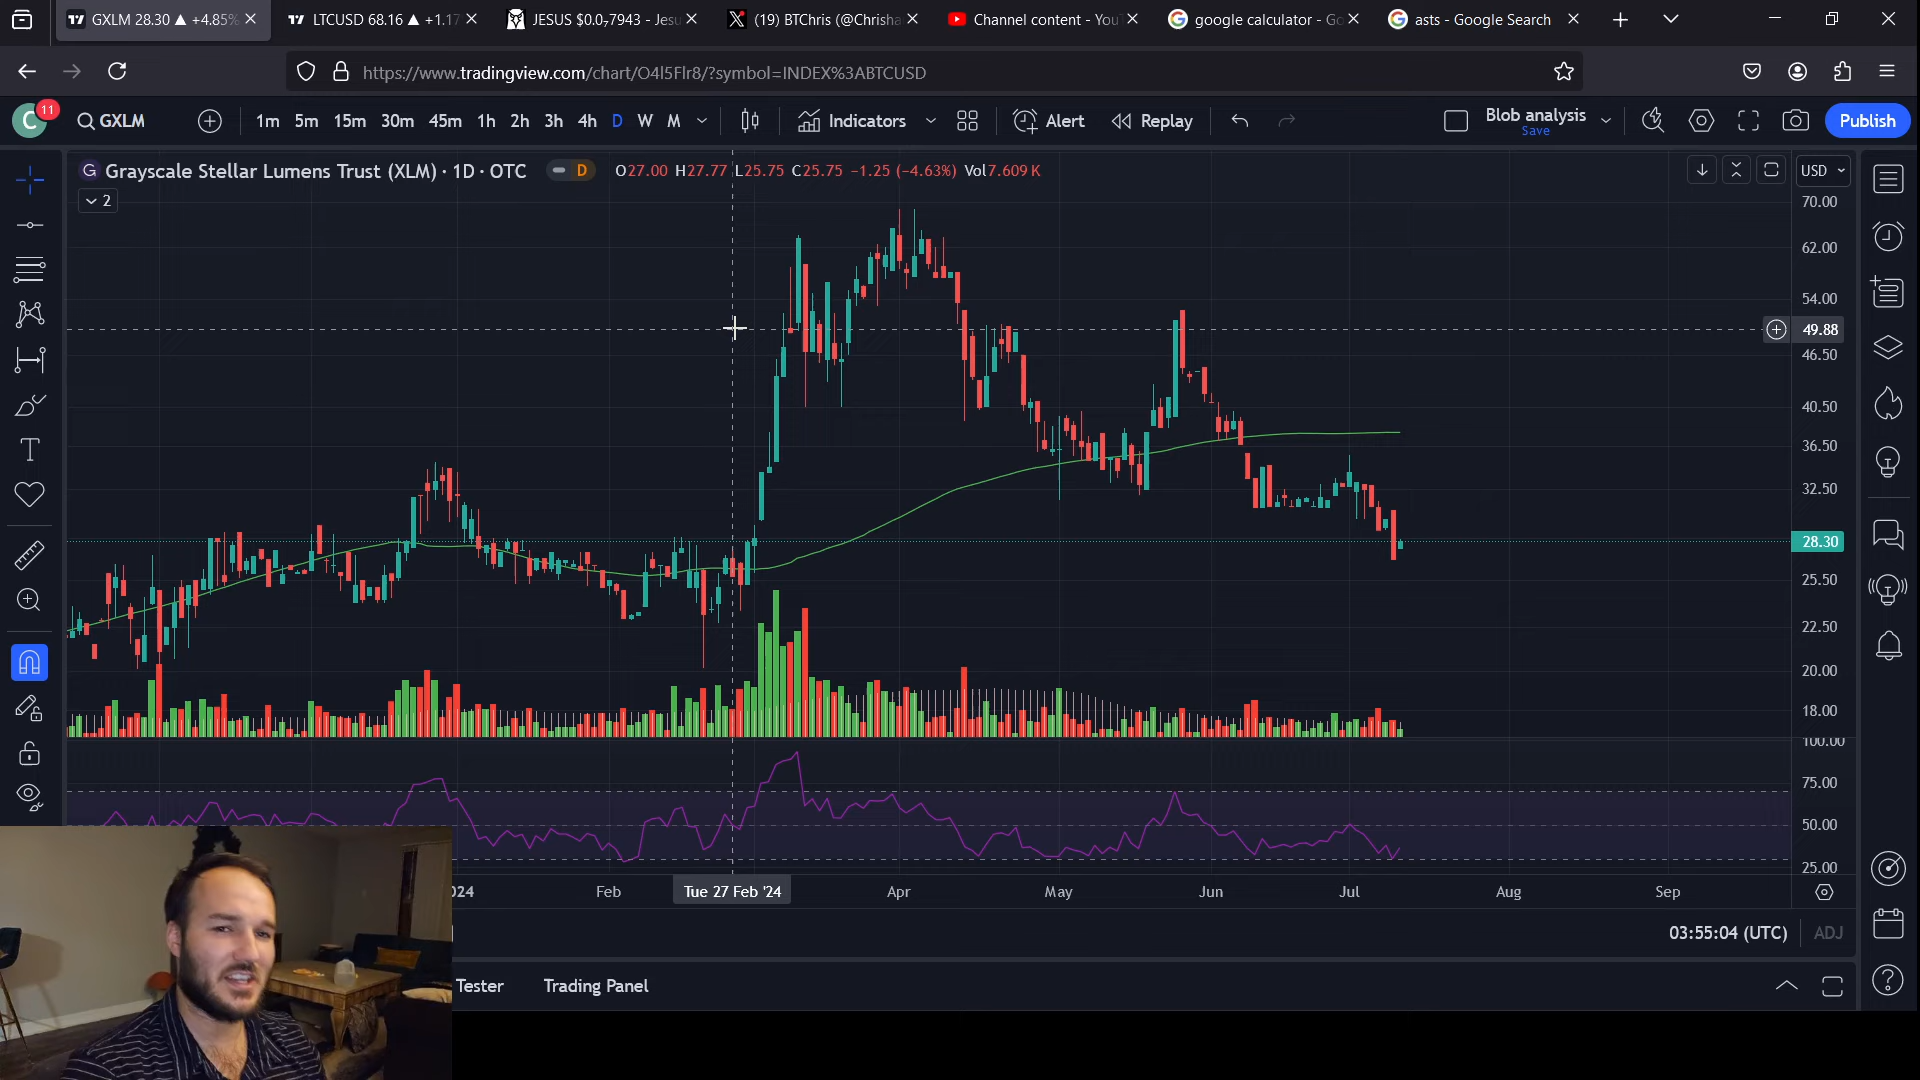 GXLM 28.30 ▲ +4.85%
LTCUSD 68.16 ▲ +1.17
JESUS $0.0₇7943 - Jesu
(19) BTChris (@Chrisha
Channel content - You
google calculator - Go
asts - Google Search
https://www.tradingview.com/chart/O4l5Flr8/?symbol=INDEX%3ABTCUSD
C 11
GXLM
1m 5m 15m 30m 45m 1h 2h 3h 4h D W M
Indicators
Alert
Replay
Blob analysis
Save
Publish
G Grayscale Stellar Lumens Trust (XLM) · 1D · OTC D O27.00 H27.77 L25.75 C25.75 −1.25 (−4.63%) Vol7.609 K
USD
2
70.00
62.00
54.00
49.88
46.50
40.50
36.50
32.50
28.30
25.50
22.50
20.00
18.00
100.00
75.00
50.00
25.00
024 Feb Tue 27 Feb '24 Apr May Jun Jul Aug Sep
03:55:04 (UTC) ADJ
Tester Trading Panel